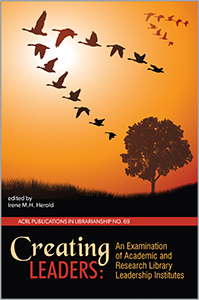 edited by
Irene M.H. Herold
ACRL PUBLICATIONS IN LIBRARIANSHIP NO. 69
Creating
LEADERS:
An Examination
of Academic and
Research Library
Leadership Institutes